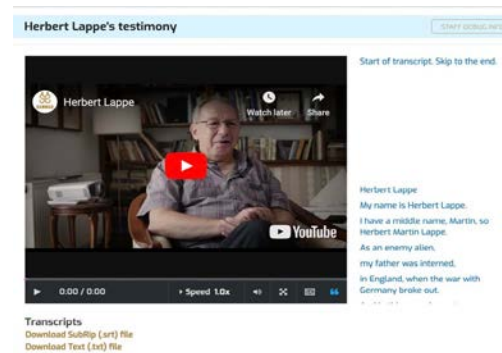 Herbert Lappe's testimony
STAFF DEBUG INFO
Start of transcript. Skip to the end.
Herbert Lappe
Watch later
Share
YouTube
0:00 / 0:00
Speed 1.0x
Herbert Lappe
My name is Herbert Lappe.
I have a middle name, Martin, so
Herbert Martin Lappe.
As an enemy alien,
my father was interned,
in England, when the war with
Germany broke out.
Transcripts
Download SubRip (.srt) file
Download Text (.txt) file